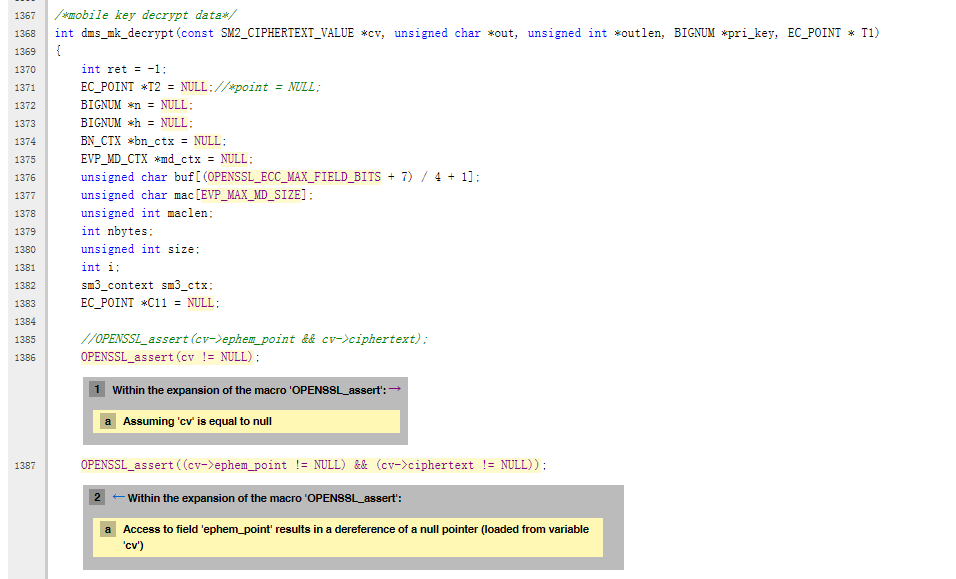 1367 /*mobile key decrypt data*/
1368 int dms_mk_decrypt(const SM2_CIPHERTEXT_VALUE *cv, unsigned char *out, unsigned int *outlen, BIGNUM *pri_key, EC_POINT * T1)
1369 {
1370 int ret = -1;
1371 EC_POINT *T2 = NULL;//*point = NULL;
1372 BIGNUM *n = NULL;
1373 BIGNUM *h = NULL;
1374 BN_CTX *bn_ctx = NULL;
1375 EVP_MD_CTX *md_ctx = NULL;
1376 unsigned char buf[(OPENSSL_ECC_MAX_FIELD_BITS + 7) / 4 + 1];
1377 unsigned char mac[EVP_MAX_MD_SIZE];
1378 unsigned int maclen;
1379 int nbytes;
1380 unsigned int size;
1381 int i;
1382 sm3_context sm3_ctx;
1383 EC_POINT *C11 = NULL;
1384
1385 //OPENSSL_assert(cv->ephem_point && cv->ciphertext);
1386 OPENSSL_assert(cv != NULL);
1 Within the expansion of the macro 'OPENSSL_assert': →
a Assuming 'cv' is equal to null
1387 OPENSSL_assert((cv->ephem_point != NULL) && (cv->ciphertext != NULL));
2 ← Within the expansion of the macro 'OPENSSL_assert':
a Access to field 'ephem_point' results in a dereference of a null pointer (loaded from variable
'cv')